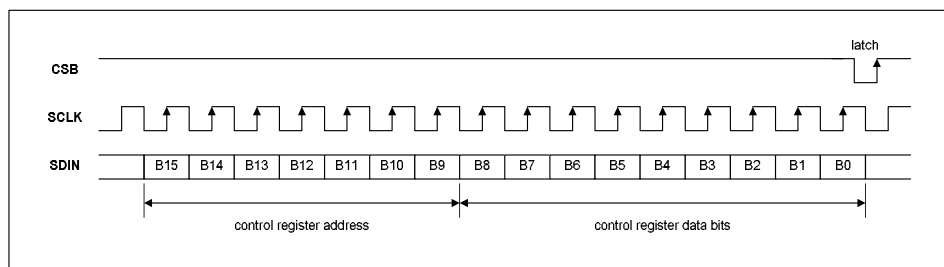 latch
CSB
SCLK
SDIN B15 B14 B13 B12 B11 B10 B9 B8 B7 B6 B5 B4 B3 B2 B1 B0
control register address control register data bits